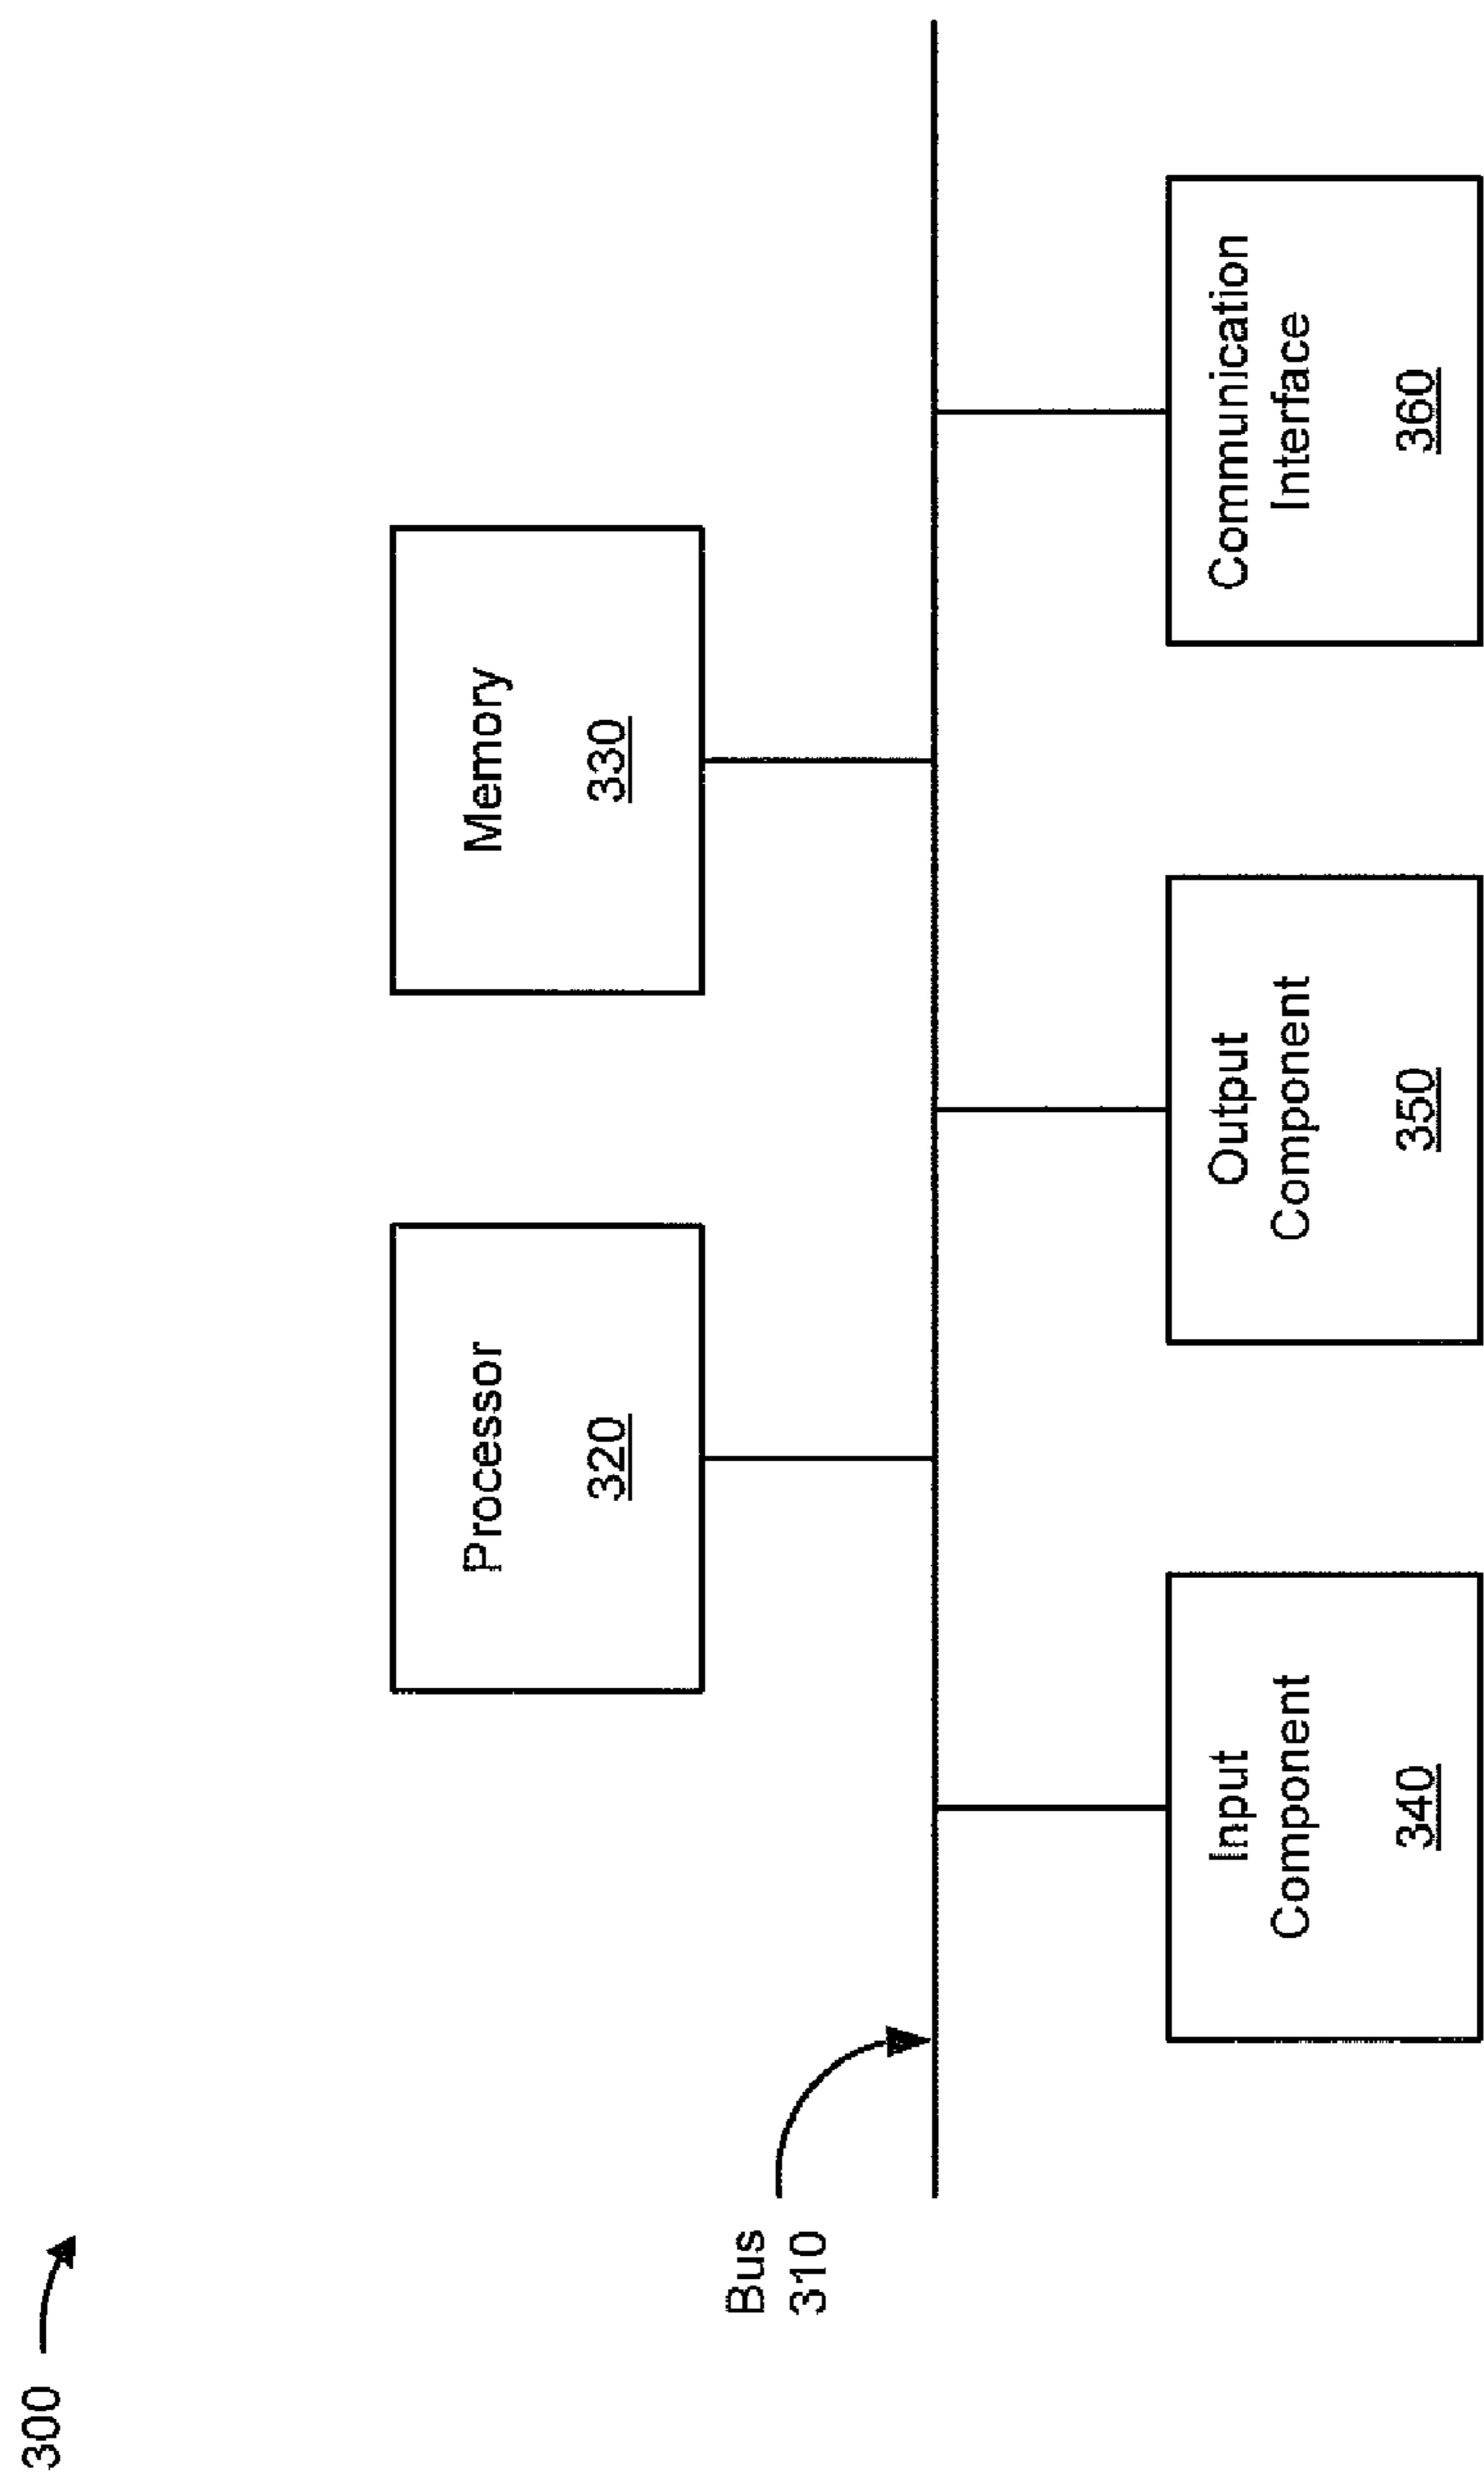 300
Processor
320
Memory
330
Bus
310
Input
Component
340
Output
Component
350
Communication
Interface
360